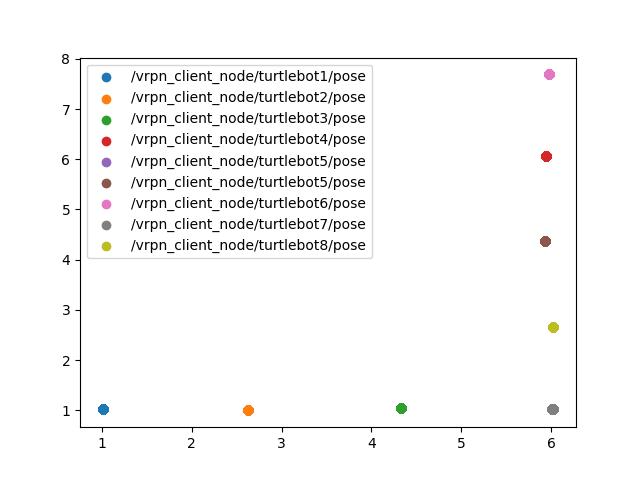 8
7
6
5
4
3
2
1
/vrpn_client_node/turtlebot1/pose
/vrpn_client_node/turtlebot2/pose
/vrpn_client_node/turtlebot3/pose
/vrpn_client_node/turtlebot4/pose
/vrpn_client_node/turtlebot5/pose
/vrpn_client_node/turtlebot5/pose
/vrpn_client_node/turtlebot6/pose
/vrpn_client_node/turtlebot7/pose
/vrpn_client_node/turtlebot8/pose
1 2 3 4 5 6